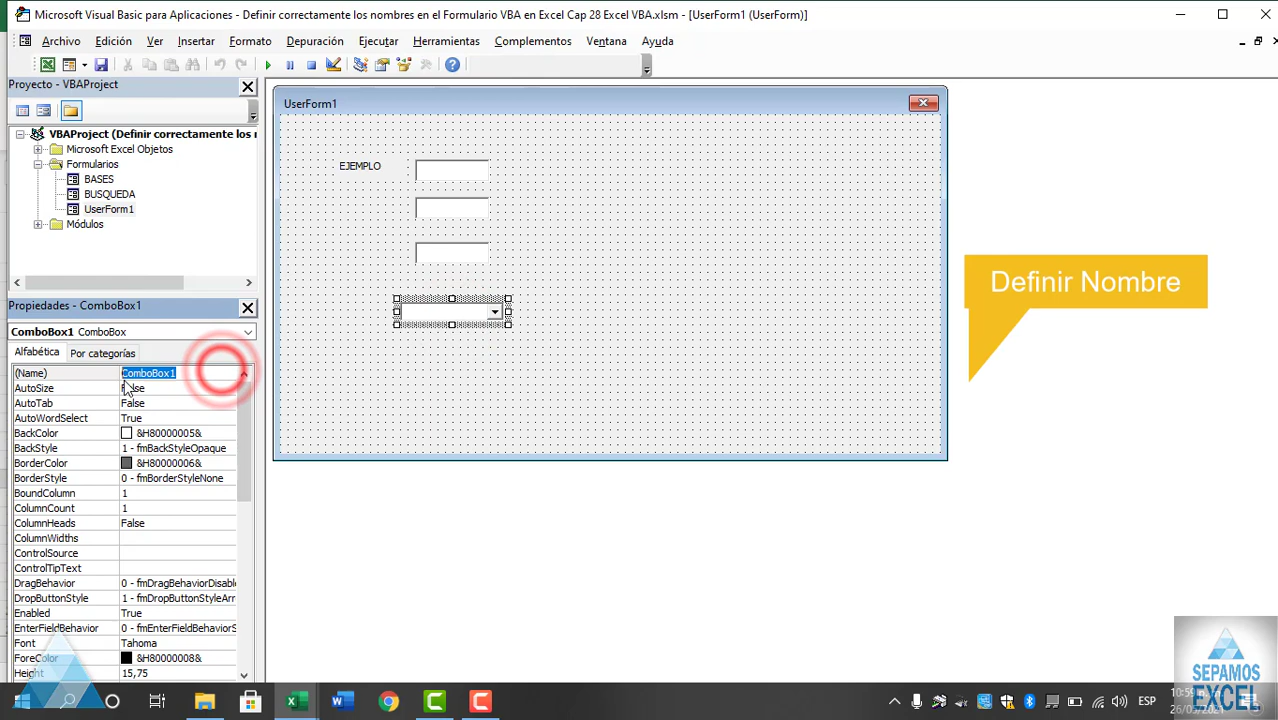 Microsoft Visual Basic para Aplicaciones - Definir correctamente los nombres en el Formulario VBA en Excel Cap 28 Excel VBA.xlsm - [UserForm1 (UserForm)]
Archivo Edición Ver Insertar Formato Depuración Ejecutar Herramientas Complementos Ventana Ayuda
Proyecto - VBAProject
VBAProject (Definir correctamente los
Microsoft Excel Objetos
Formularios
BASES
BUSQUEDA
UserForm1
Módulos
Propiedades - ComboBox1
ComboBox1 ComboBox
Alfabética Por categorías
(Name) ComboBox1
AutoSize False
AutoTab False
AutoWordSelect True
BackColor &H80000005&
BackStyle 1 - fmBackStyleOpaque
BorderColor &H80000006&
BorderStyle 0 - fmBorderStyleNone
BoundColumn 1
ColumnCount 1
ColumnHeads False
ColumnWidths
ControlSource
ControlTipText
DragBehavior 0 - fmDragBehaviorDisabl
DropButtonStyle 1 - fmDropButtonStyleArr
Enabled True
EnterFieldBehavior 0 - fmEnterFieldBehaviorS
Font Tahoma
ForeColor &H80000008&
Height 15,75
UserForm1
EJEMPLO
Definir Nombre
SEPAMOS
EXCEL
ESP